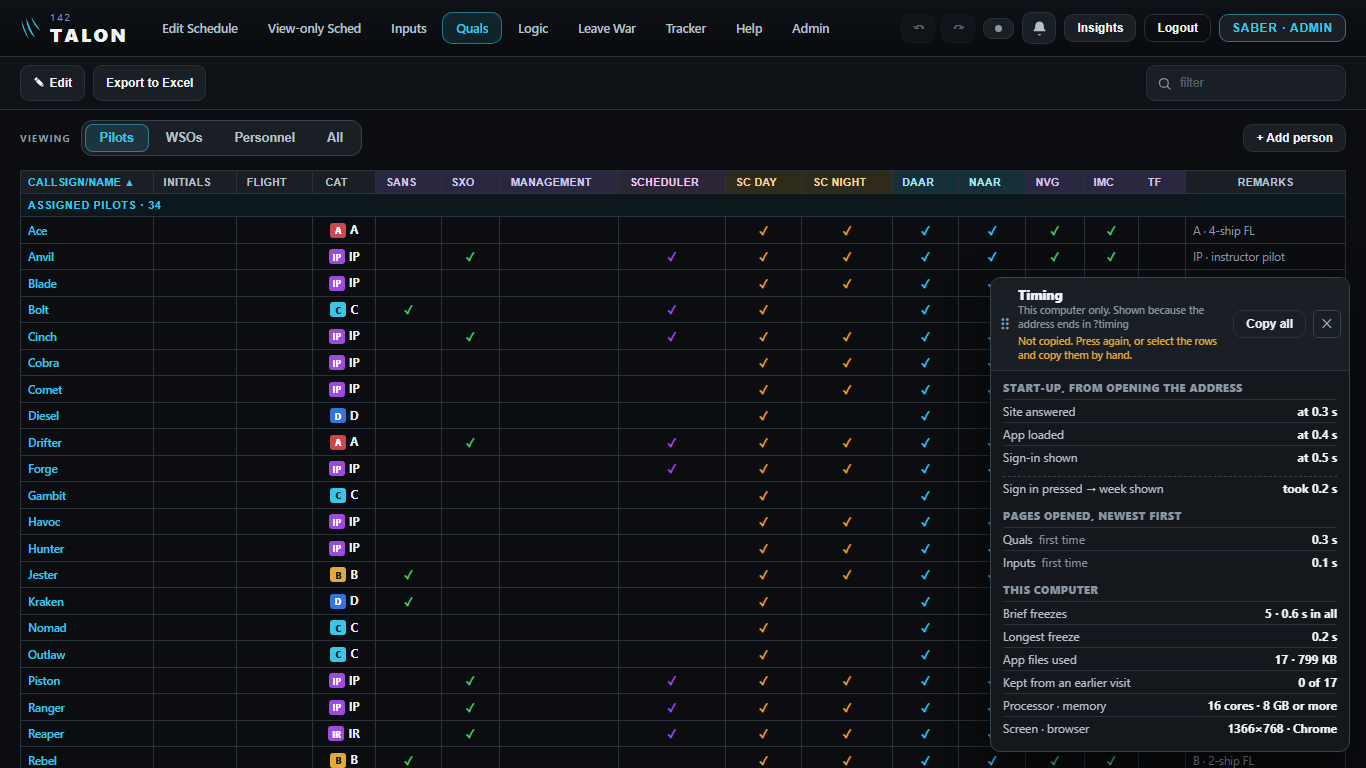 142
TALON
Edit Schedule
View-only Sched
Inputs
Quals
Logic
Leave War
Tracker
Help
Admin
Insights
Logout
SABER · ADMIN
Edit
Export to Excel
filter
VIEWING
Pilots
WSOs
Personnel
All
+ Add person
CALLSIGN/NAME ▲ INITIALS FLIGHT CAT SANS SXO MANAGEMENT SCHEDULER SC DAY SC NIGHT DAAR NAAR NVG IMC TF REMARKS
ASSIGNED PILOTS · 34
Ace A A ✓ ✓ ✓ ✓ ✓ ✓ A · 4-ship FL
Anvil IP IP ✓ ✓ ✓ ✓ ✓ ✓ ✓ ✓ IP · instructor pilot
Blade IP IP ✓ ✓ ✓
Bolt C C ✓ ✓ ✓ ✓
Cinch IP IP ✓ ✓ ✓ ✓ ✓
Cobra IP IP ✓ ✓ ✓
Comet IP IP ✓ ✓ ✓
Diesel D D ✓ ✓
Drifter A A ✓ ✓ ✓ ✓ ✓
Forge IP IP ✓ ✓ ✓ ✓
Gambit C C ✓ ✓
Havoc IP IP ✓ ✓ ✓
Hunter IP IP ✓ ✓ ✓
Jester B B ✓ ✓ ✓ ✓
Kraken D D ✓ ✓ ✓
Nomad C C ✓ ✓
Outlaw C C ✓ ✓
Piston IP IP ✓ ✓ ✓ ✓ ✓
Ranger IP IP ✓ ✓ ✓ ✓ ✓
Reaper IR IR ✓ ✓ ✓ ✓ ✓
Rebel B B ✓ ✓ ✓ ✓ ✓ ✓ ✓ B · 2-ship FL
Timing
This computer only. Shown because the
address ends in ?timing
Not copied. Press again, or select the rows
and copy them by hand.
Copy all
START-UP, FROM OPENING THE ADDRESS
Site answered at 0.3 s
App loaded at 0.4 s
Sign-in shown at 0.5 s
Sign in pressed → week shown took 0.2 s
PAGES OPENED, NEWEST FIRST
Quals first time 0.3 s
Inputs first time 0.1 s
THIS COMPUTER
Brief freezes 5 · 0.6 s in all
Longest freeze 0.2 s
App files used 17 · 799 KB
Kept from an earlier visit 0 of 17
Processor · memory 16 cores · 8 GB or more
Screen · browser 1366×768 · Chrome